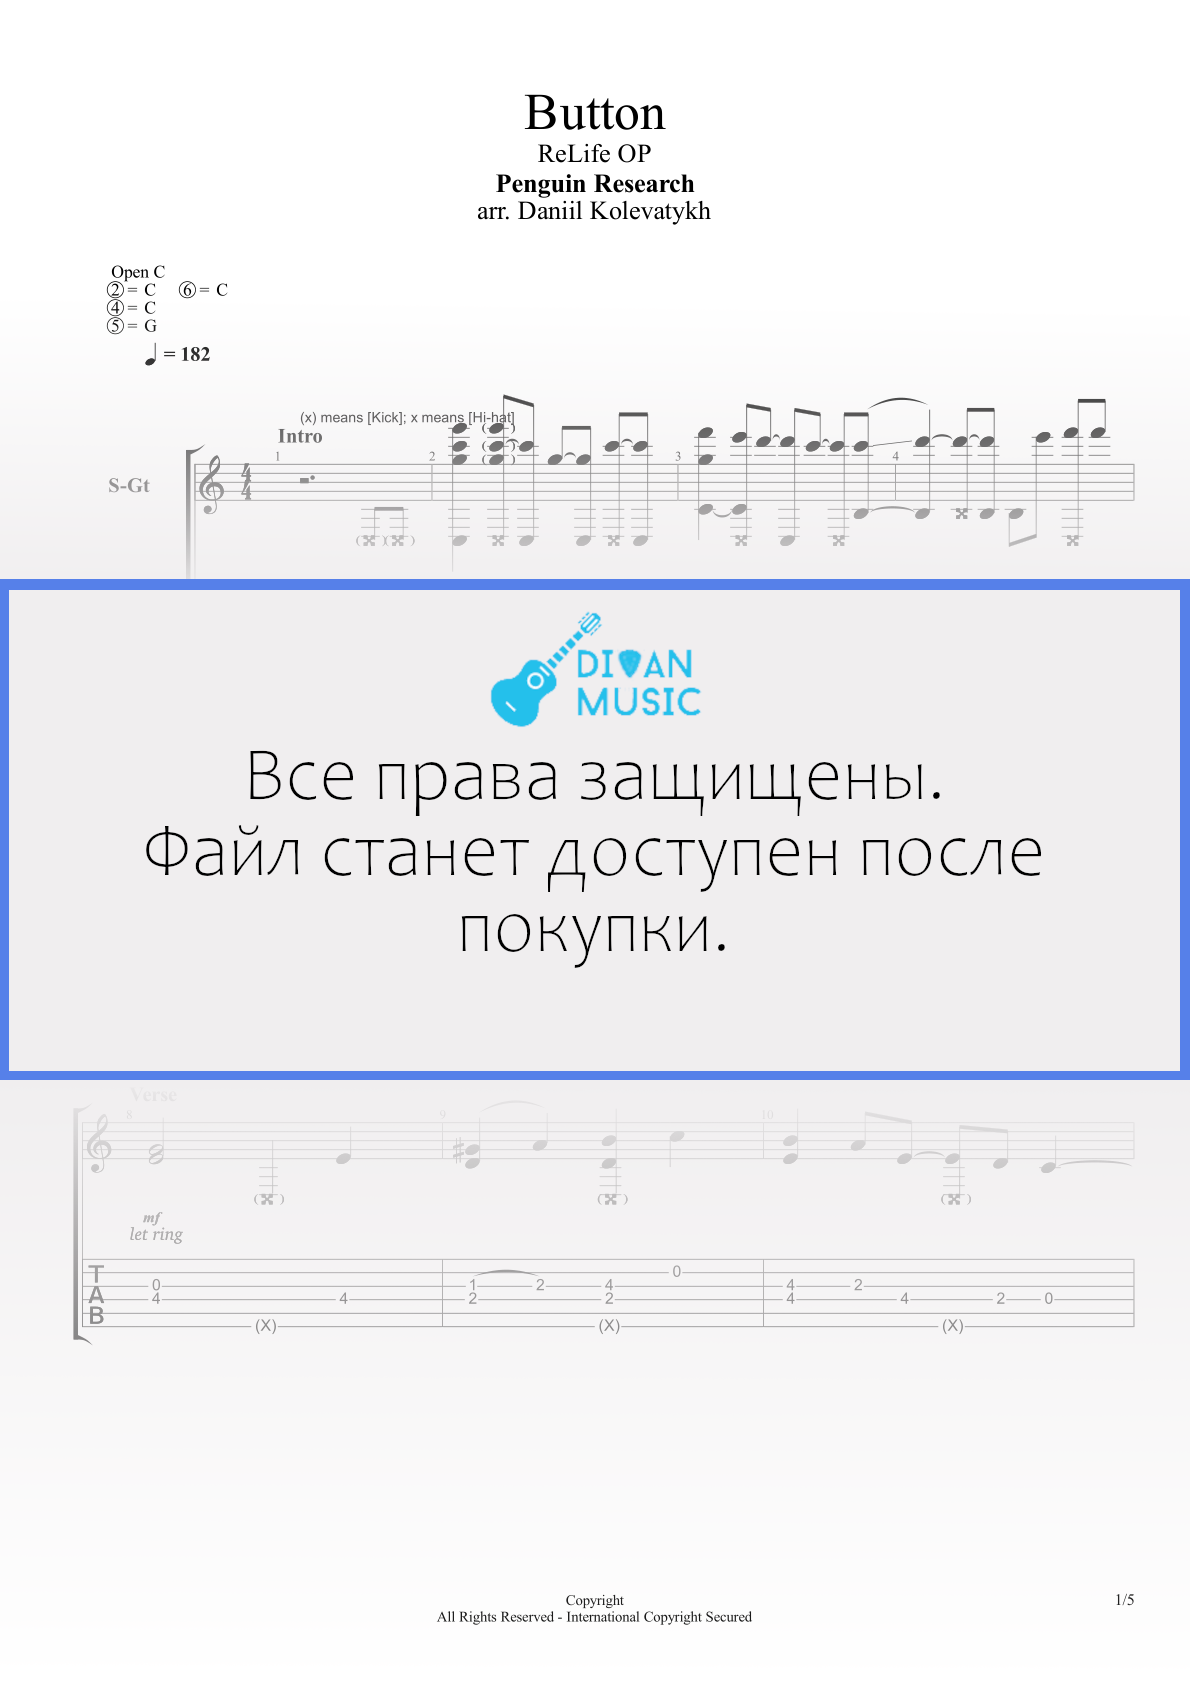 Button
ReLife OP
Penguin Research
arr. Daniil Kolevatykh
Open C
② = C ⑥ = C
④ = C
⑤ = G
♩ = 182
(x) means [Kick]; x means [Hi-hat]
Intro
1 2 3 4
S-Gt
4
4
DIVAN
MUSIC
Все права защищены.
Файл станет доступен после
покупки.
Verse
8 9 10
mf
let ring
T
A
B
0 1 2 4 0 4 2
4 4 2 2 4 4 2 0
(X) (X) (X)
Copyright
All Rights Reserved - International Copyright Secured
1/5